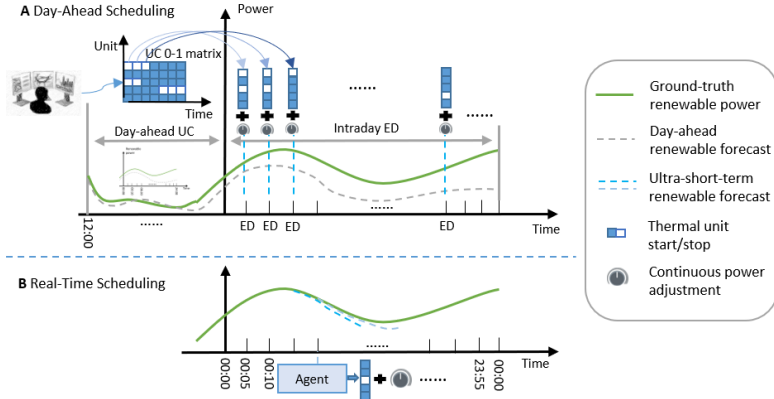 A Day-Ahead Scheduling
Power
Unit
UC 0-1 matrix
Time
Day-ahead UC
Intraday ED
......
......
......
......
ED
ED
ED
ED
Time
12:00
B Real-Time Scheduling
......
Time
00:00
00:05
00:10
23:55
00:00
Agent
......
Ground-truth
renewable power
Day-ahead
renewable forecast
Ultra-short-term
renewable forecast
Thermal unit
start/stop
Continuous power
adjustment